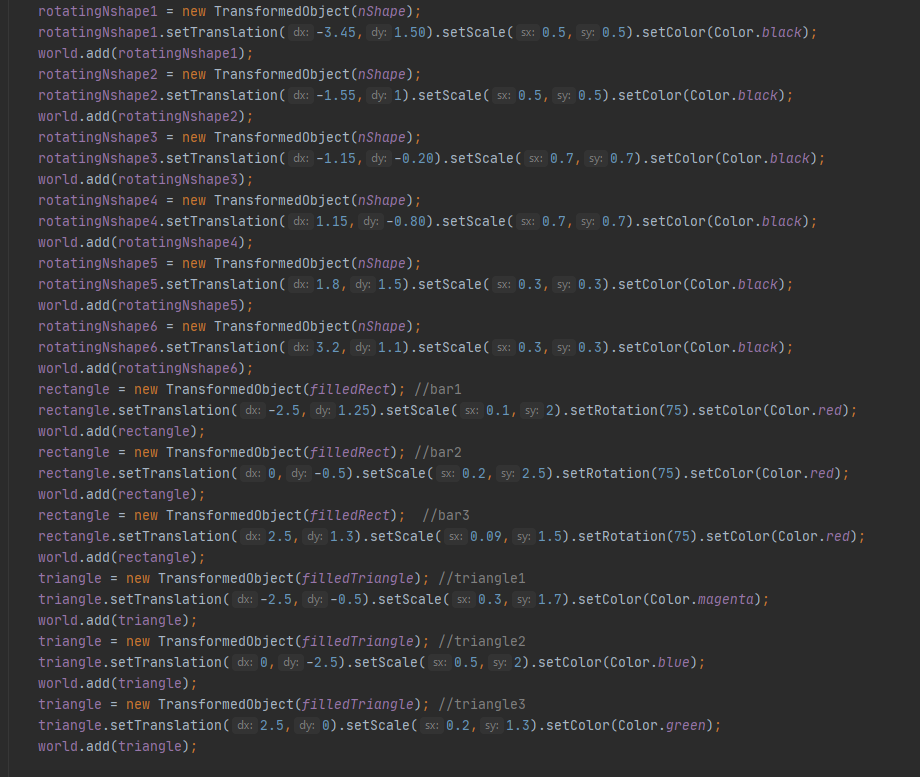 rotatingNshape1 = new TransformedObject(nShape);
rotatingNshape1.setTranslation( dx: -3.45, dy: 1.50).setScale( sx: 0.5, sy: 0.5).setColor(Color.black);
world.add(rotatingNshape1);
rotatingNshape2 = new TransformedObject(nShape);
rotatingNshape2.setTranslation( dx: -1.55, dy: 1).setScale( sx: 0.5, sy: 0.5).setColor(Color.black);
world.add(rotatingNshape2);
rotatingNshape3 = new TransformedObject(nShape);
rotatingNshape3.setTranslation( dx: -1.15, dy: -0.20).setScale( sx: 0.7, sy: 0.7).setColor(Color.black);
world.add(rotatingNshape3);
rotatingNshape4 = new TransformedObject(nShape);
rotatingNshape4.setTranslation( dx: 1.15, dy: -0.80).setScale( sx: 0.7, sy: 0.7).setColor(Color.black);
world.add(rotatingNshape4);
rotatingNshape5 = new TransformedObject(nShape);
rotatingNshape5.setTranslation( dx: 1.8, dy: 1.5).setScale( sx: 0.3, sy: 0.3).setColor(Color.black);
world.add(rotatingNshape5);
rotatingNshape6 = new TransformedObject(nShape);
rotatingNshape6.setTranslation( dx: 3.2, dy: 1.1).setScale( sx: 0.3, sy: 0.3).setColor(Color.black);
world.add(rotatingNshape6);
rectangle = new TransformedObject(filledRect); //bar1
rectangle.setTranslation( dx: -2.5, dy: 1.25).setScale( sx: 0.1, sy: 2).setRotation(75).setColor(Color.red);
world.add(rectangle);
rectangle = new TransformedObject(filledRect); //bar2
rectangle.setTranslation( dx: 0, dy: -0.5).setScale( sx: 0.2, sy: 2.5).setRotation(75).setColor(Color.red);
world.add(rectangle);
rectangle = new TransformedObject(filledRect);  //bar3
rectangle.setTranslation( dx: 2.5, dy: 1.3).setScale( sx: 0.09, sy: 1.5).setRotation(75).setColor(Color.red);
world.add(rectangle);
triangle = new TransformedObject(filledTriangle); //triangle1
triangle.setTranslation( dx: -2.5, dy: -0.5).setScale( sx: 0.3, sy: 1.7).setColor(Color.magenta);
world.add(triangle);
triangle = new TransformedObject(filledTriangle); //triangle2
triangle.setTranslation( dx: 0, dy: -2.5).setScale( sx: 0.5, sy: 2).setColor(Color.blue);
world.add(triangle);
triangle = new TransformedObject(filledTriangle); //triangle3
triangle.setTranslation( dx: 2.5, dy: 0).setScale( sx: 0.2, sy: 1.3).setColor(Color.green);
world.add(triangle);